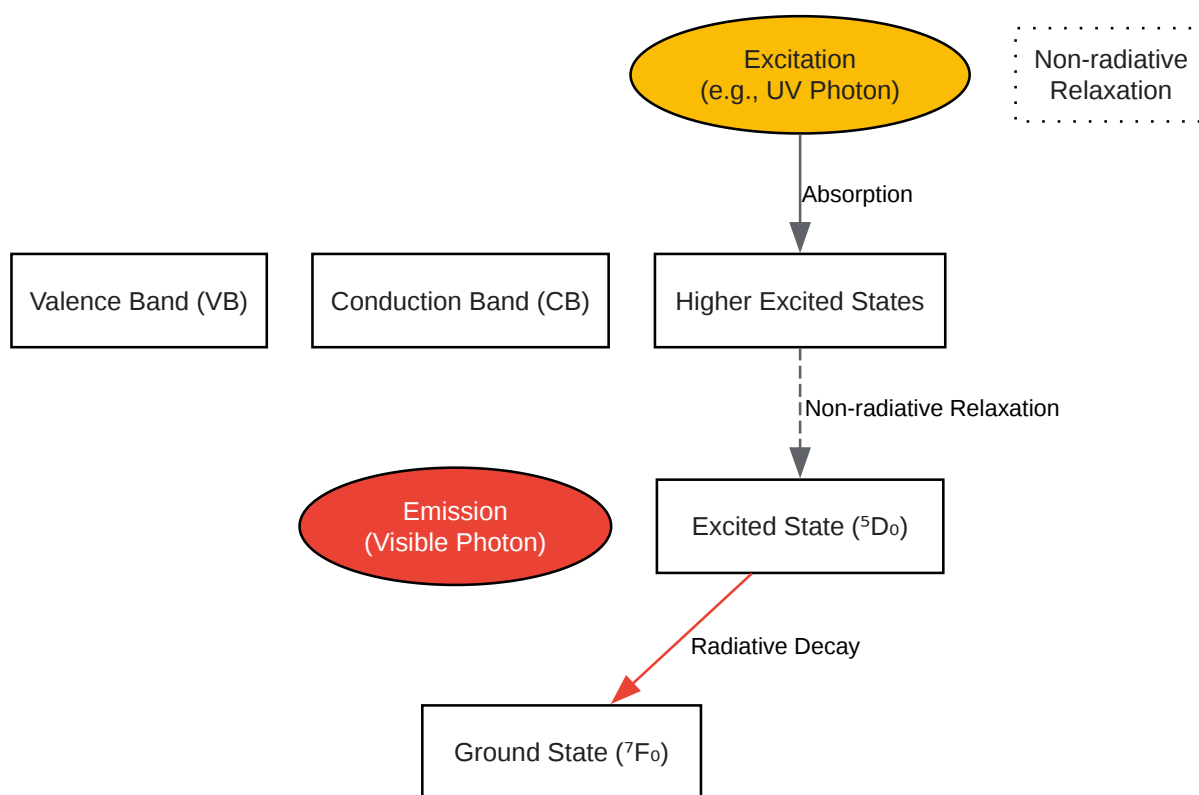 Excitation
(e.g., UV Photon)
Non-radiative
Relaxation
Absorption
Valence Band (VB)
Conduction Band (CB)
Higher Excited States
Non-radiative Relaxation
Emission
(Visible Photon)
Excited State (⁵D₀)
Radiative Decay
Ground State (⁷F₀)